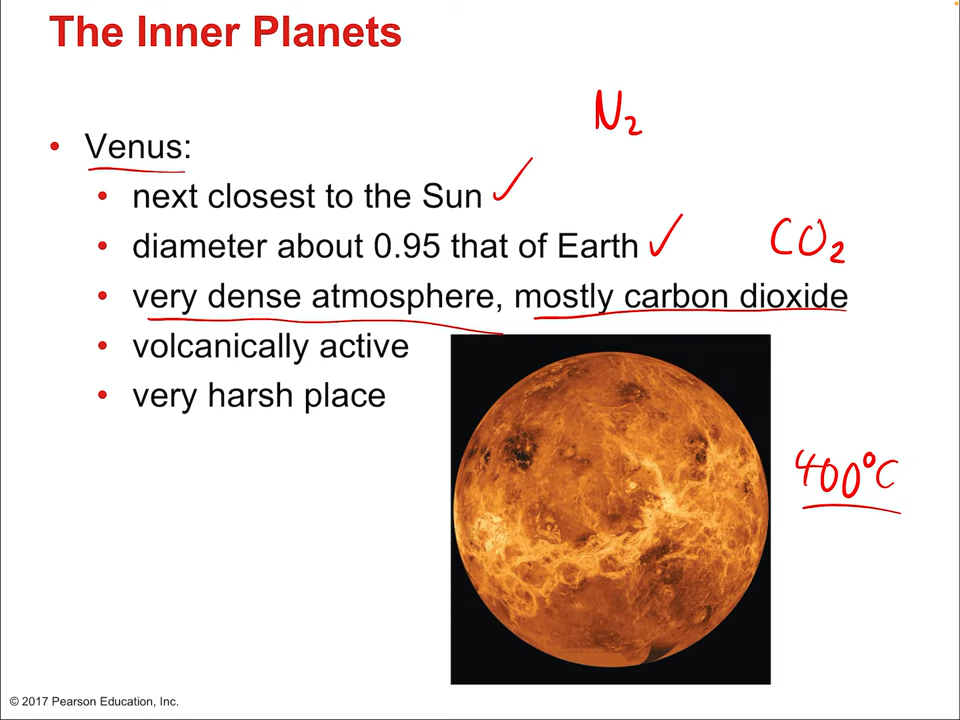 The Inner Planets
N₂
• Venus:
• next closest to the Sun ✓
• diameter about 0.95 that of Earth ✓
CO₂
• very dense atmosphere, mostly carbon dioxide
• volcanically active
• very harsh place
400°C
© 2017 Pearson Education, Inc.